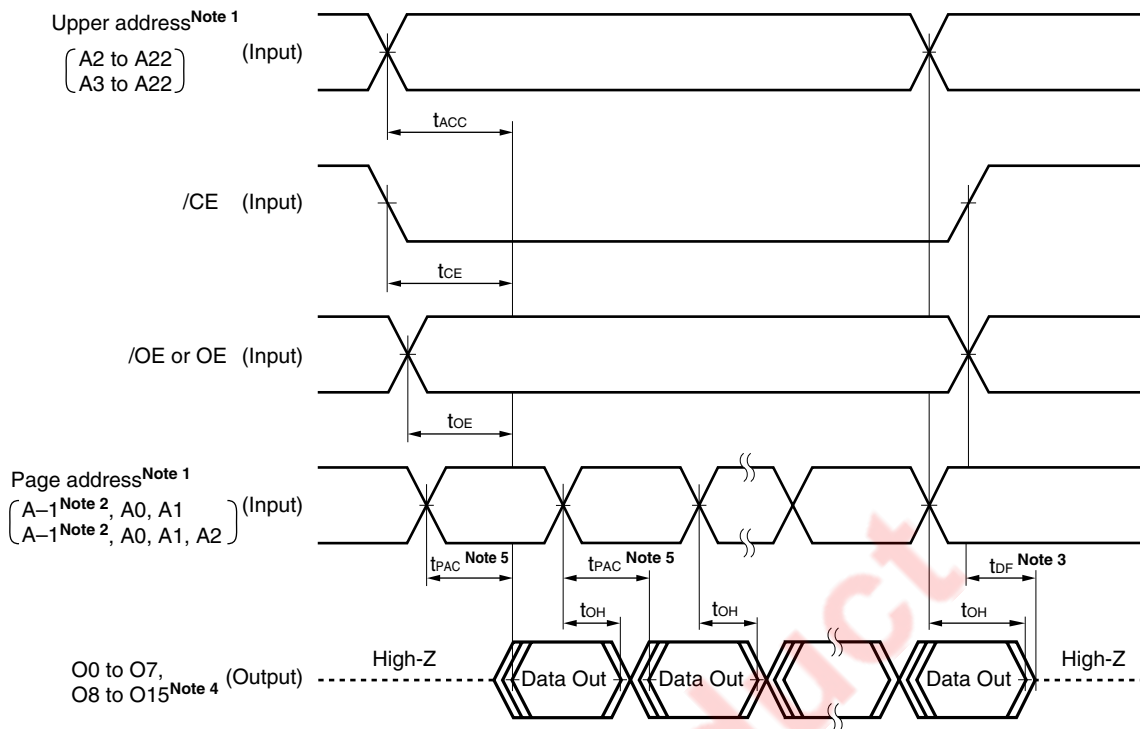 Upper address Note 1 (Input)
A2 to A22
A3 to A22
tACC
/CE (Input)
tCE
/OE or OE (Input)
tOE
Page address Note 1 (Input)
A–1 Note 2, A0, A1
A–1 Note 2, A0, A1, A2
tPAC Note 5 tPAC Note 5 tDF Note 3
tOH tOH tOH
High-Z High-Z
O0 to O7,
O8 to O15 Note 4 (Output)
Data Out Data Out Data Out
duct